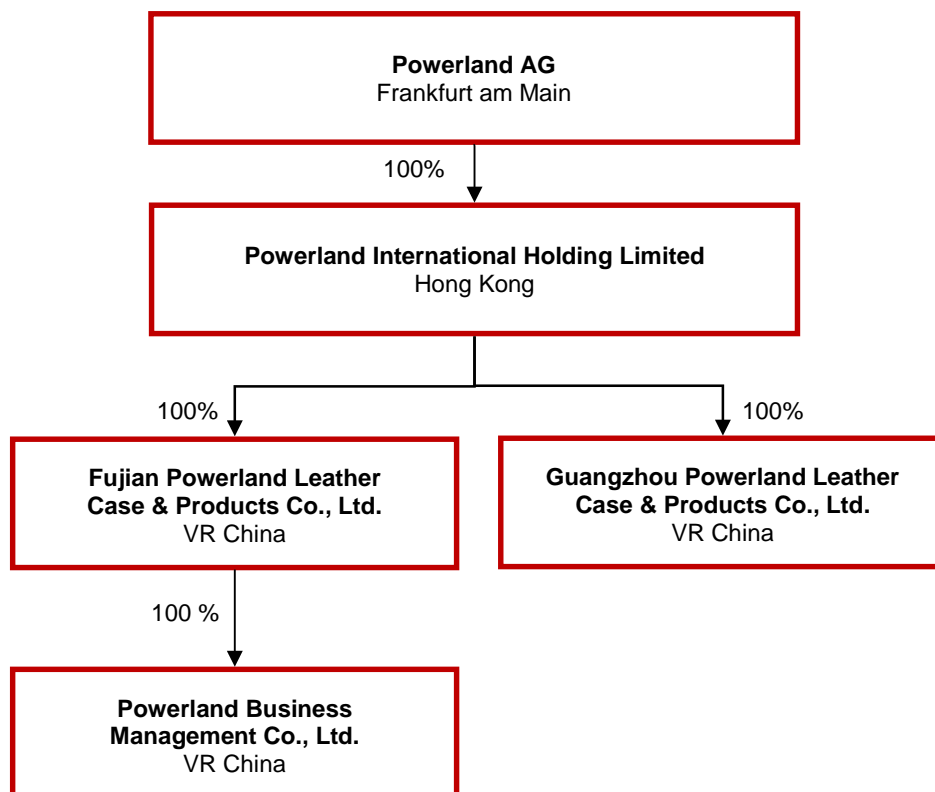 Powerland AG
Frankfurt am Main
100%
Powerland International Holding Limited
Hong Kong
100%
100%
Fujian Powerland Leather
Case & Products Co., Ltd.
VR China
Guangzhou Powerland Leather
Case & Products Co., Ltd.
VR China
100 %
Powerland Business
Management Co., Ltd.
VR China